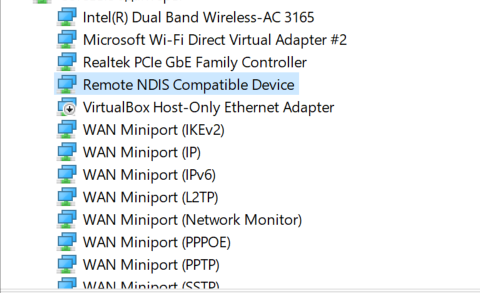 Intel(R) Dual Band Wireless-AC 3165
Microsoft Wi-Fi Direct Virtual Adapter #2
Realtek PCIe GbE Family Controller
Remote NDIS Compatible Device
VirtualBox Host-Only Ethernet Adapter
WAN Miniport (IKEv2)
WAN Miniport (IP)
WAN Miniport (IPv6)
WAN Miniport (L2TP)
WAN Miniport (Network Monitor)
WAN Miniport (PPPOE)
WAN Miniport (PPTP)
WAN Miniport (SSTP)